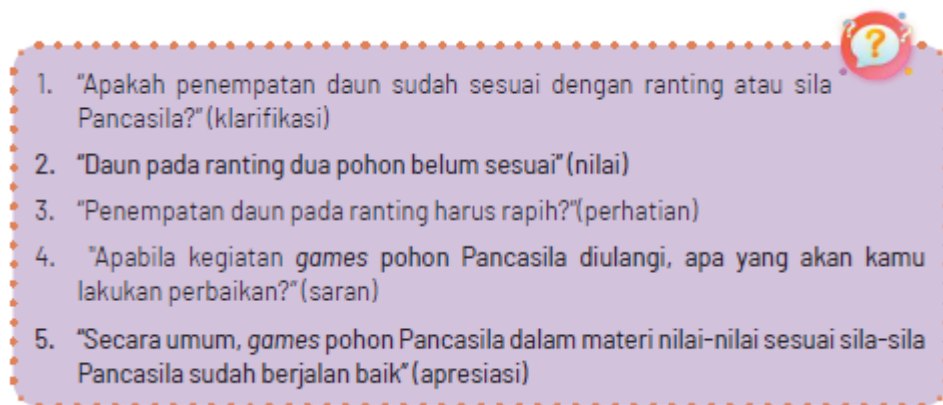 1. "Apakah penempatan daun sudah sesuai dengan ranting atau sila
Pancasila?" (klarifikasi)
2. "Daun pada ranting dua pohon belum sesuai" (nilai)
3. "Penempatan daun pada ranting harus rapih?"(perhatian)
4. "Apabila kegiatan games pohon Pancasila diulangi, apa yang akan kamu
lakukan perbaikan?" (saran)
5. "Secara umum, games pohon Pancasila dalam materi nilai-nilai sesuai sila-sila
Pancasila sudah berjalan baik" (apresiasi)